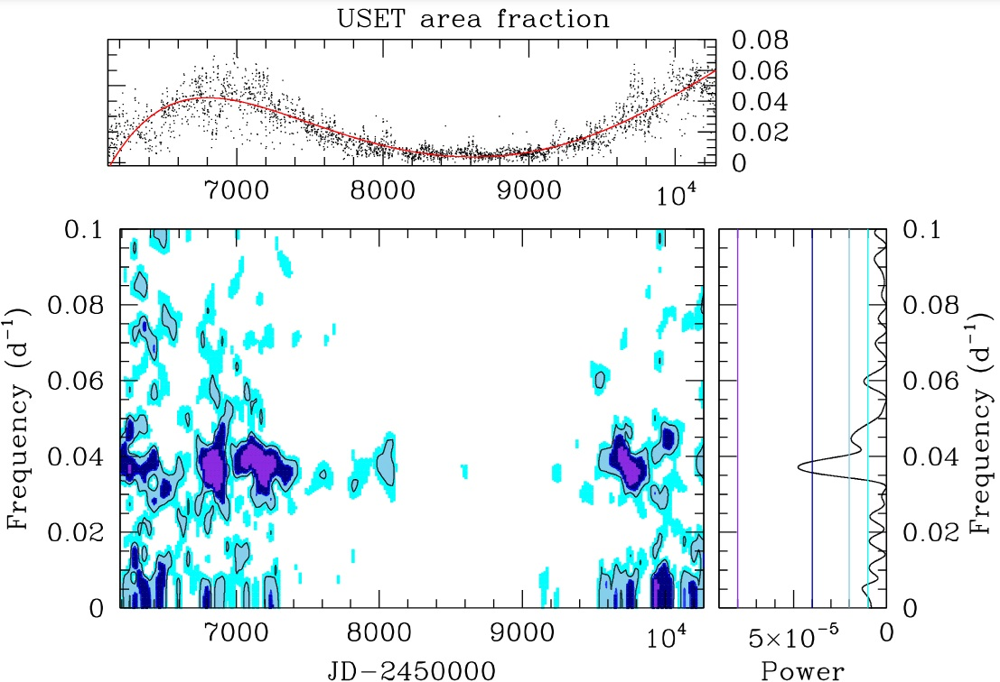 USET area fraction
0.08
0.06
0.04
0.02
0
7000 8000 9000 10⁴
0.1 0.1
0.08 0.08
0.06 0.06
0.04 0.04
0.02 0.02
0 0
Frequency (d⁻¹) Frequency (d⁻¹)
7000 8000 9000 10⁴ 5×10⁻⁵ 0
JD−2450000 Power